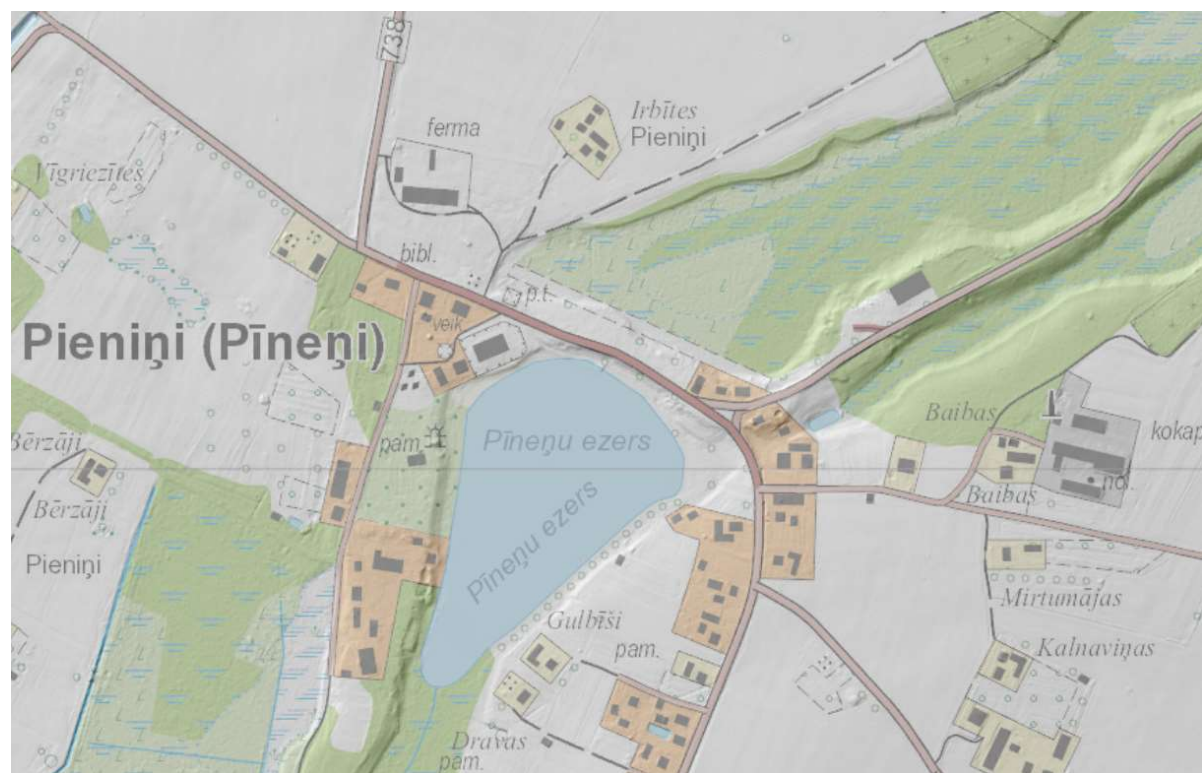 738
ferma
Irbītes
Pieniņi
Vīgriezītes
bibl.
p.t.
veik.
Pieniņi (Pīneņi)
Pīneņu ezers
Pīneņu ezers
pam.
Baibas
kokap
Bērzāji
Baibas
nol.
Bērzāji
Pieniņi
Mirtumājas
Gulbīši
pam.
Kalnaviņas
Dravas
pam.